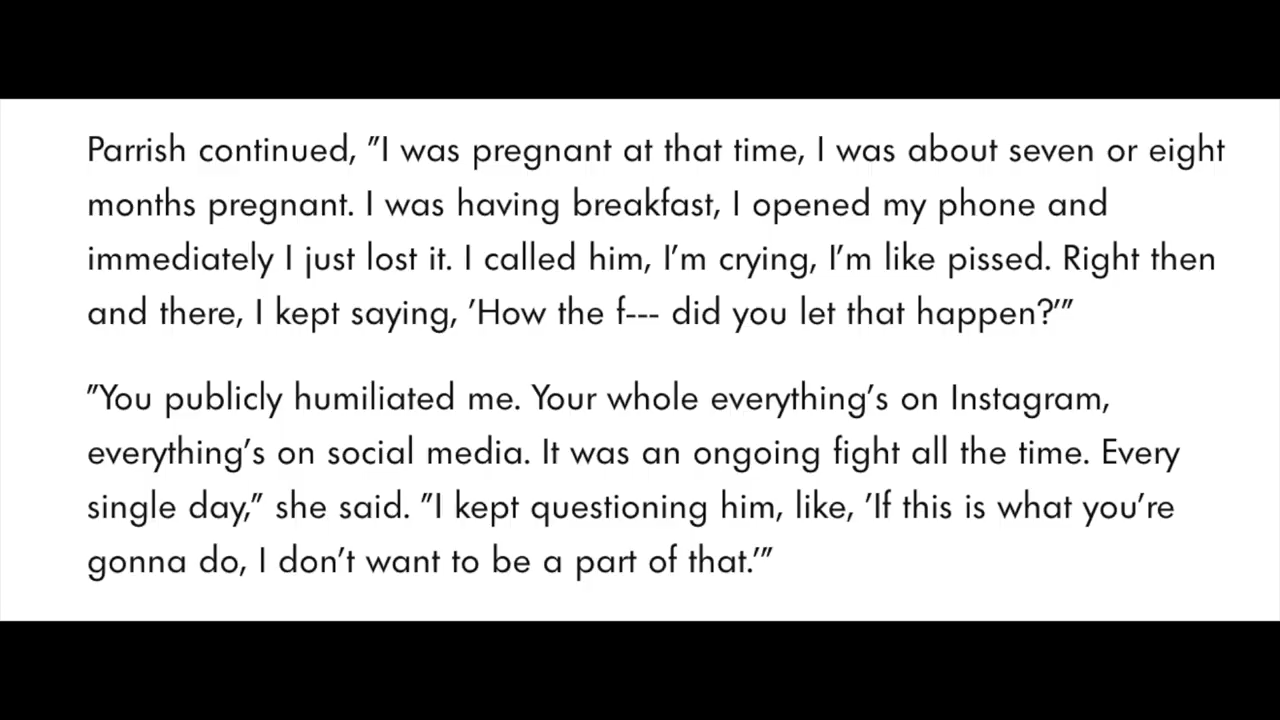 Parrish continued, "I was pregnant at that time, I was about seven or eight
months pregnant. I was having breakfast, I opened my phone and
immediately I just lost it. I called him, I'm crying, I'm like pissed. Right then
and there, I kept saying, 'How the f--- did you let that happen?'"
"You publicly humiliated me. Your whole everything's on Instagram,
everything's on social media. It was an ongoing fight all the time. Every
single day," she said. "I kept questioning him, like, 'If this is what you're
gonna do, I don't want to be a part of that.'"